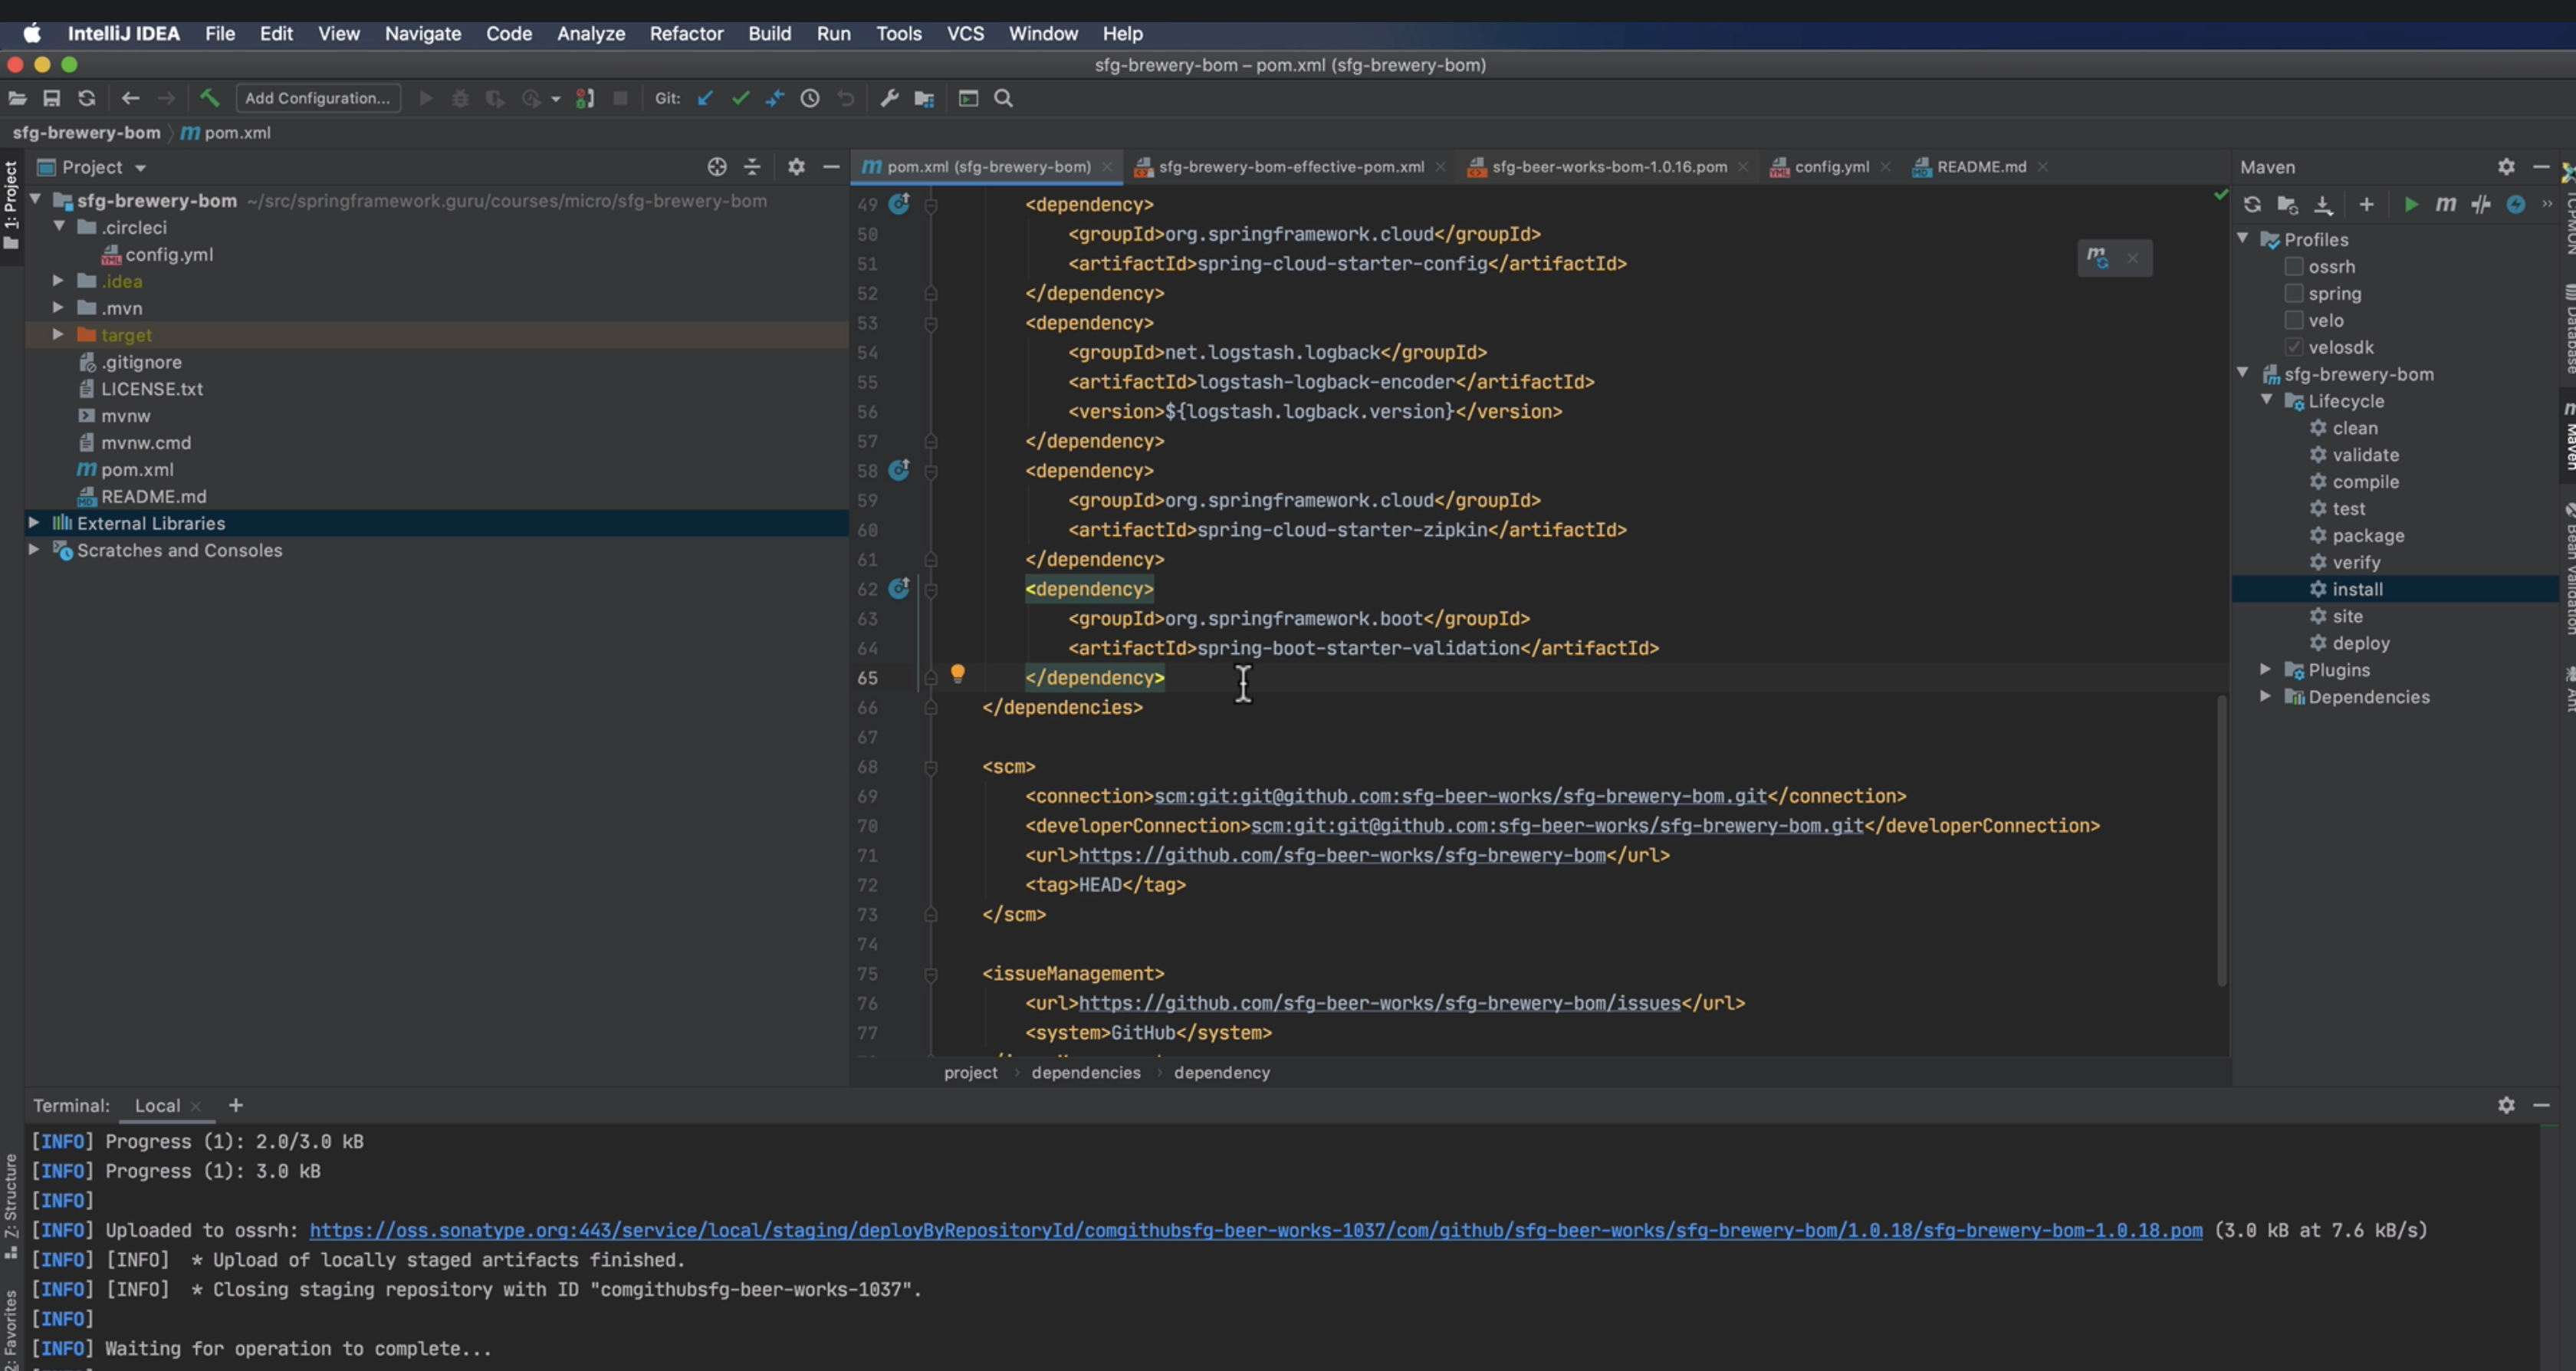 IntelliJ IDEA File Edit View Navigate Code Analyze Refactor Build Run Tools VCS Window Help
sfg-brewery-bom – pom.xml (sfg-brewery-bom)
Add Configuration... Git:
sfg-brewery-bom pom.xml
1: Project
Project
sfg-brewery-bom ~/src/springframework.guru/courses/micro/sfg-brewery-bom
.circleci
config.yml
.idea
.mvn
target
.gitignore
LICENSE.txt
mvnw
mvnw.cmd
pom.xml
README.md
External Libraries
Scratches and Consoles
pom.xml (sfg-brewery-bom) sfg-brewery-bom-effective-pom.xml sfg-beer-works-bom-1.0.16.pom config.yml README.md
49 <dependency>
50 <groupId>org.springframework.cloud</groupId>
51 <artifactId>spring-cloud-starter-config</artifactId>
52 </dependency>
53 <dependency>
54 <groupId>net.logstash.logback</groupId>
55 <artifactId>logstash-logback-encoder</artifactId>
56 <version>${logstash.logback.version}</version>
57 </dependency>
58 <dependency>
59 <groupId>org.springframework.cloud</groupId>
60 <artifactId>spring-cloud-starter-zipkin</artifactId>
61 </dependency>
62 <dependency>
63 <groupId>org.springframework.boot</groupId>
64 <artifactId>spring-boot-starter-validation</artifactId>
65 </dependency>
66 </dependencies>
67
68 <scm>
69 <connection>scm:git:git@github.com:sfg-beer-works/sfg-brewery-bom.git</connection>
70 <developerConnection>scm:git:git@github.com:sfg-beer-works/sfg-brewery-bom.git</developerConnection>
71 <url>https://github.com/sfg-beer-works/sfg-brewery-bom</url>
72 <tag>HEAD</tag>
73 </scm>
74
75 <issueManagement>
76 <url>https://github.com/sfg-beer-works/sfg-brewery-bom/issues</url>
77 <system>GitHub</system>
project dependencies dependency
Maven
Profiles
ossrh
spring
velo
velosdk
sfg-brewery-bom
Lifecycle
clean
validate
compile
test
package
verify
install
site
deploy
Plugins
Dependencies
TCPMON
Database
Maven
Bean Validation
Ant
Terminal: Local +
[INFO] Progress (1): 2.0/3.0 kB
[INFO] Progress (1): 3.0 kB
[INFO]
[INFO] Uploaded to ossrh: https://oss.sonatype.org:443/service/local/staging/deployByRepositoryId/comgithubsfg-beer-works-1037/com/github/sfg-beer-works/sfg-brewery-bom/1.0.18/sfg-brewery-bom-1.0.18.pom (3.0 kB at 7.6 kB/s)
[INFO] [INFO] * Upload of locally staged artifacts finished.
[INFO] [INFO] * Closing staging repository with ID "comgithubsfg-beer-works-1037".
[INFO]
[INFO] Waiting for operation to complete...
Z: Structure
2: Favorites